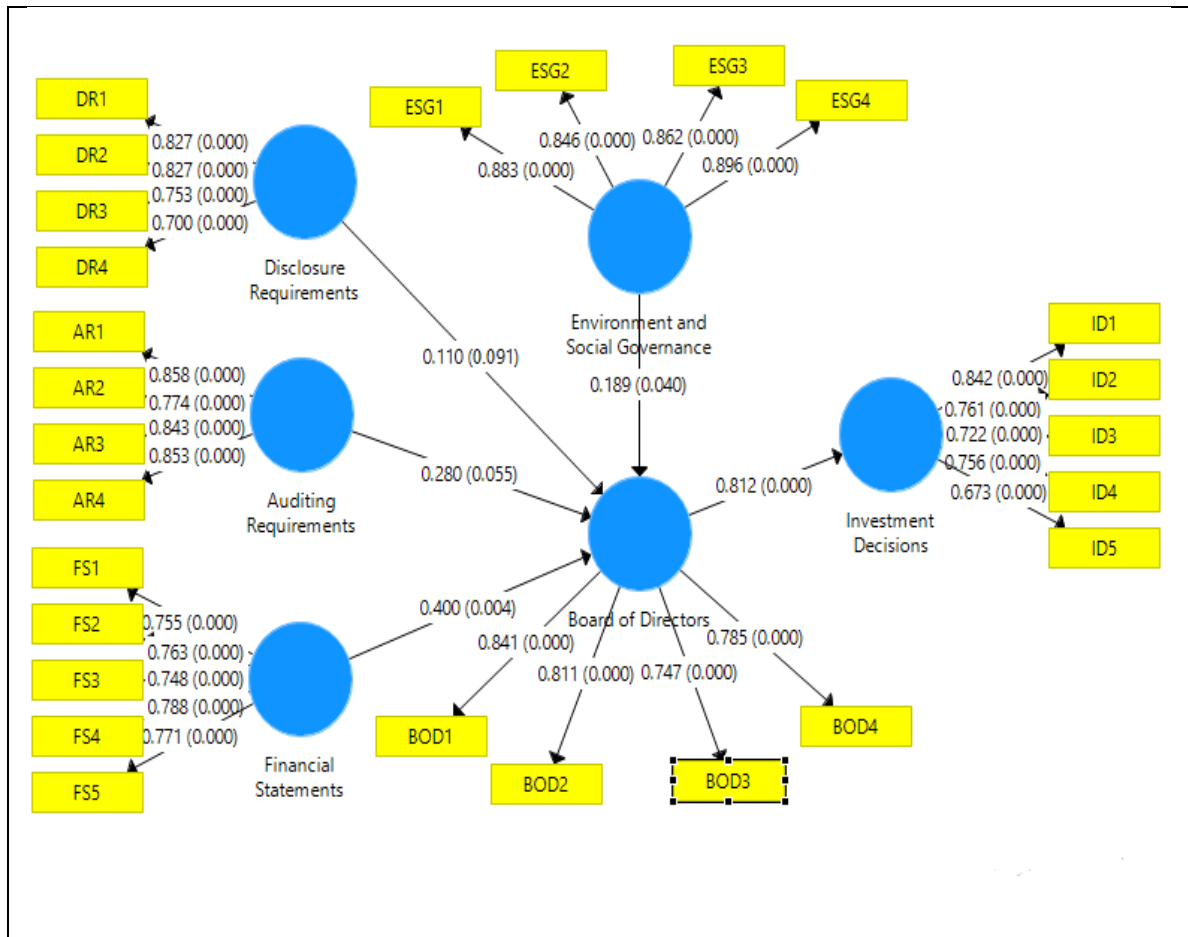 ESG1
ESG2
ESG3
ESG4
0.883 (0.000)
0.846 (0.000)
0.862 (0.000)
0.896 (0.000)
Environment and
Social Governance
0.189 (0.040)
DR1
DR2
DR3
DR4
0.827 (0.000)
0.827 (0.000)
0.753 (0.000)
0.700 (0.000)
Disclosure
Requirements
0.110 (0.091)
AR1
AR2
AR3
AR4
0.858 (0.000)
0.774 (0.000)
0.843 (0.000)
0.853 (0.000)
Auditing
Requirements
0.280 (0.055)
FS1
FS2
FS3
FS4
FS5
0.755 (0.000)
0.763 (0.000)
0.748 (0.000)
0.788 (0.000)
0.771 (0.000)
Financial
Statements
0.400 (0.004)
Board of Directors
0.841 (0.000)
0.811 (0.000)
0.747 (0.000)
0.785 (0.000)
BOD1
BOD2
BOD3
BOD4
0.812 (0.000)
Investment
Decisions
0.842 (0.000)
0.761 (0.000)
0.722 (0.000)
0.756 (0.000)
0.673 (0.000)
ID1
ID2
ID3
ID4
ID5